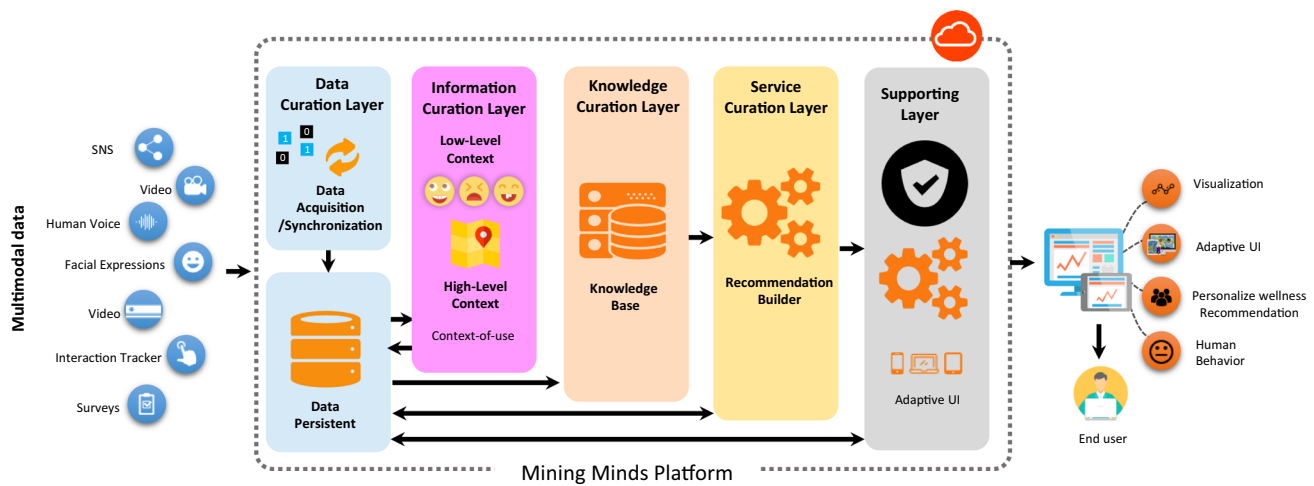 Multimodal data
SNS
Video
Human Voice
Facial Expressions
Video
Interaction Tracker
Surveys
Data
Curation Layer
1
0
0
1
Data
Acquisition
/Synchronization
Data
Persistent
Information
Curation Layer
Low-Level
Context
High-Level
Context
Context-of-use
Knowledge
Curation Layer
Knowledge
Base
Service
Curation Layer
Recommendation
Builder
Supporting
Layer
Adaptive UI
Mining Minds Platform
Visualization
Adaptive UI
Personalize wellness
Recommendation
Human
Behavior
End user